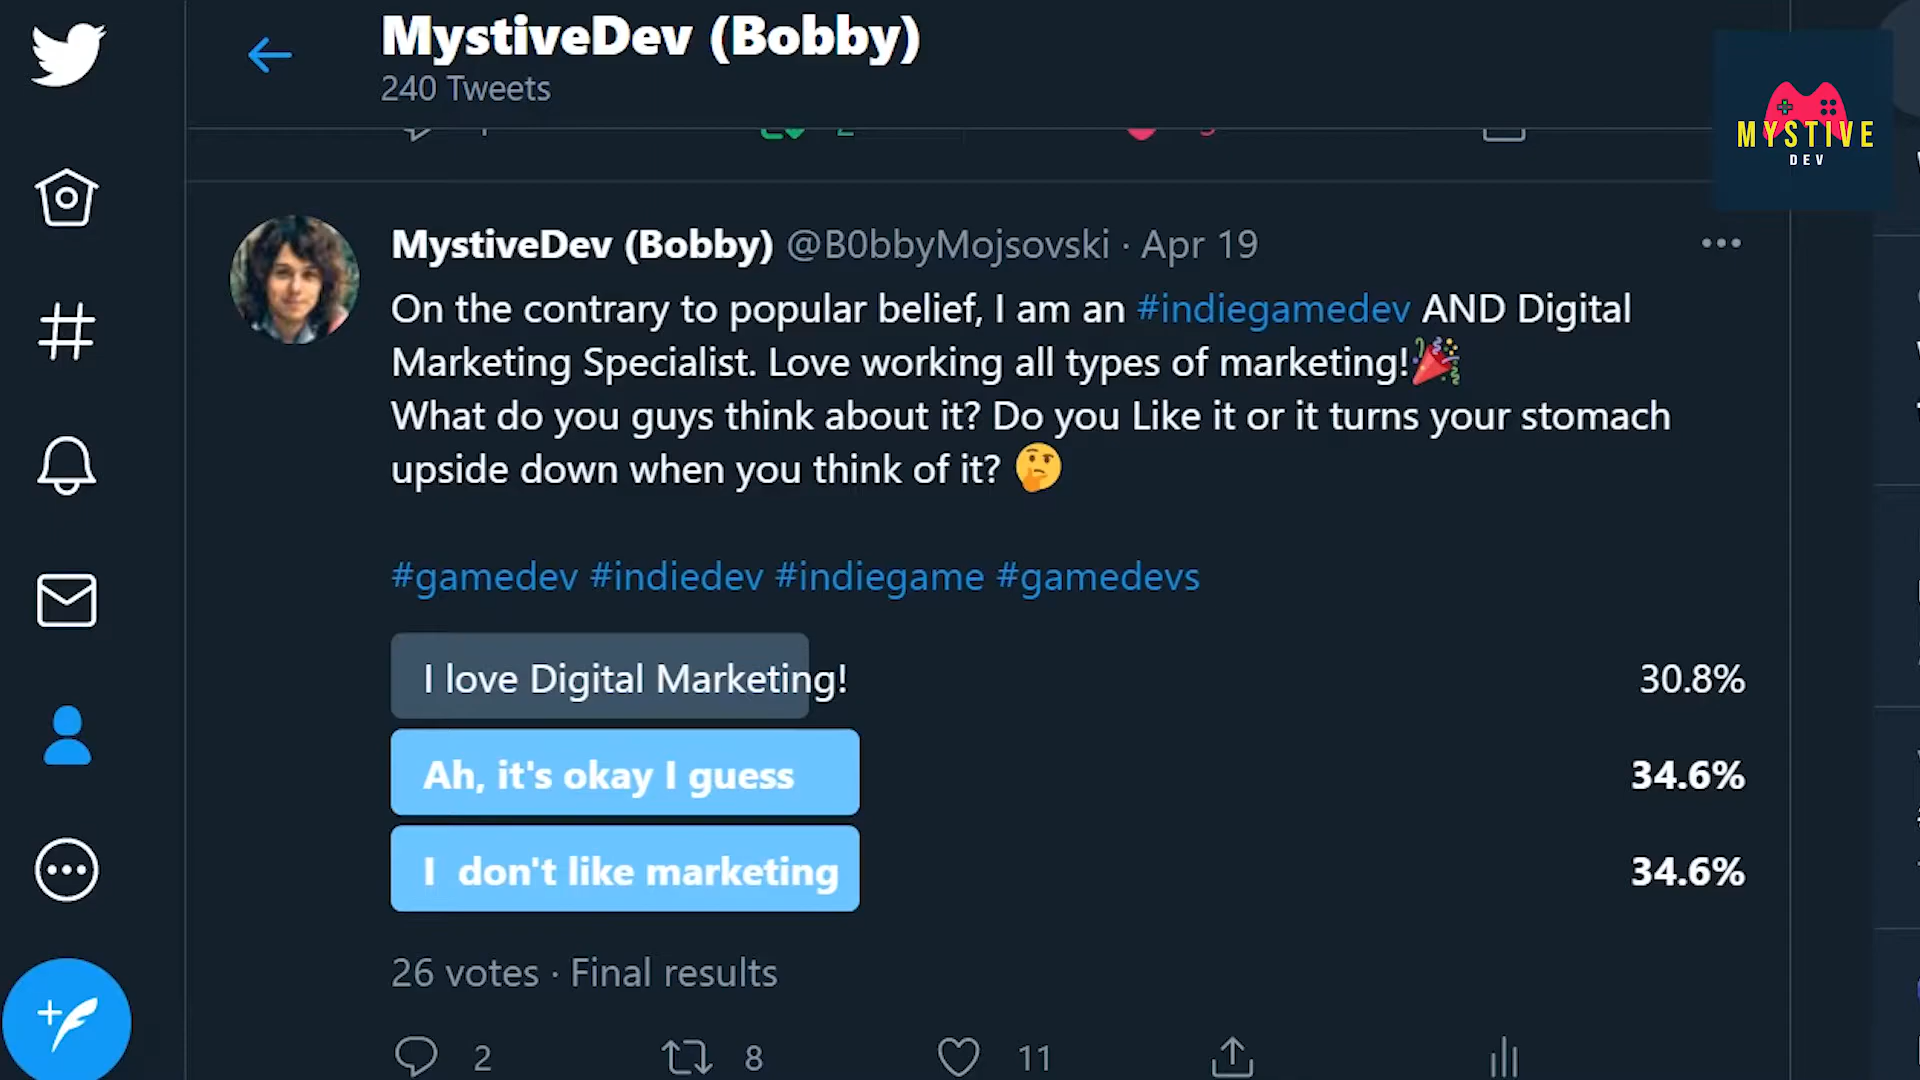 MystiveDev (Bobby)
240 Tweets
MYSTIVE
DEV
MystiveDev (Bobby) @B0bbyMojsovski · Apr 19
On the contrary to popular belief, I am an #indiegamedev AND Digital
Marketing Specialist. Love working all types of marketing!🎉
What do you guys think about it? Do you Like it or it turns your stomach
upside down when you think of it? 🤔
#gamedev #indiedev #indiegame #gamedevs
I love Digital Marketing! 30.8%
Ah, it's okay I guess 34.6%
I don't like marketing 34.6%
26 votes · Final results
2 8 11